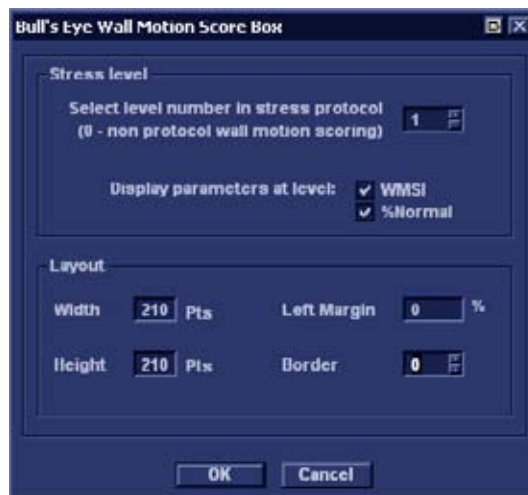 Bull's Eye Wall Motion Score Box
Stress level
Select level number in stress protocol
(0 - non protocol wall motion scoring)
1
Display parameters at level:
WMSI
%Normal
Layout
Width 210 Pts
Left Margin 0 %
Height 210 Pts
Border 0
OK
Cancel